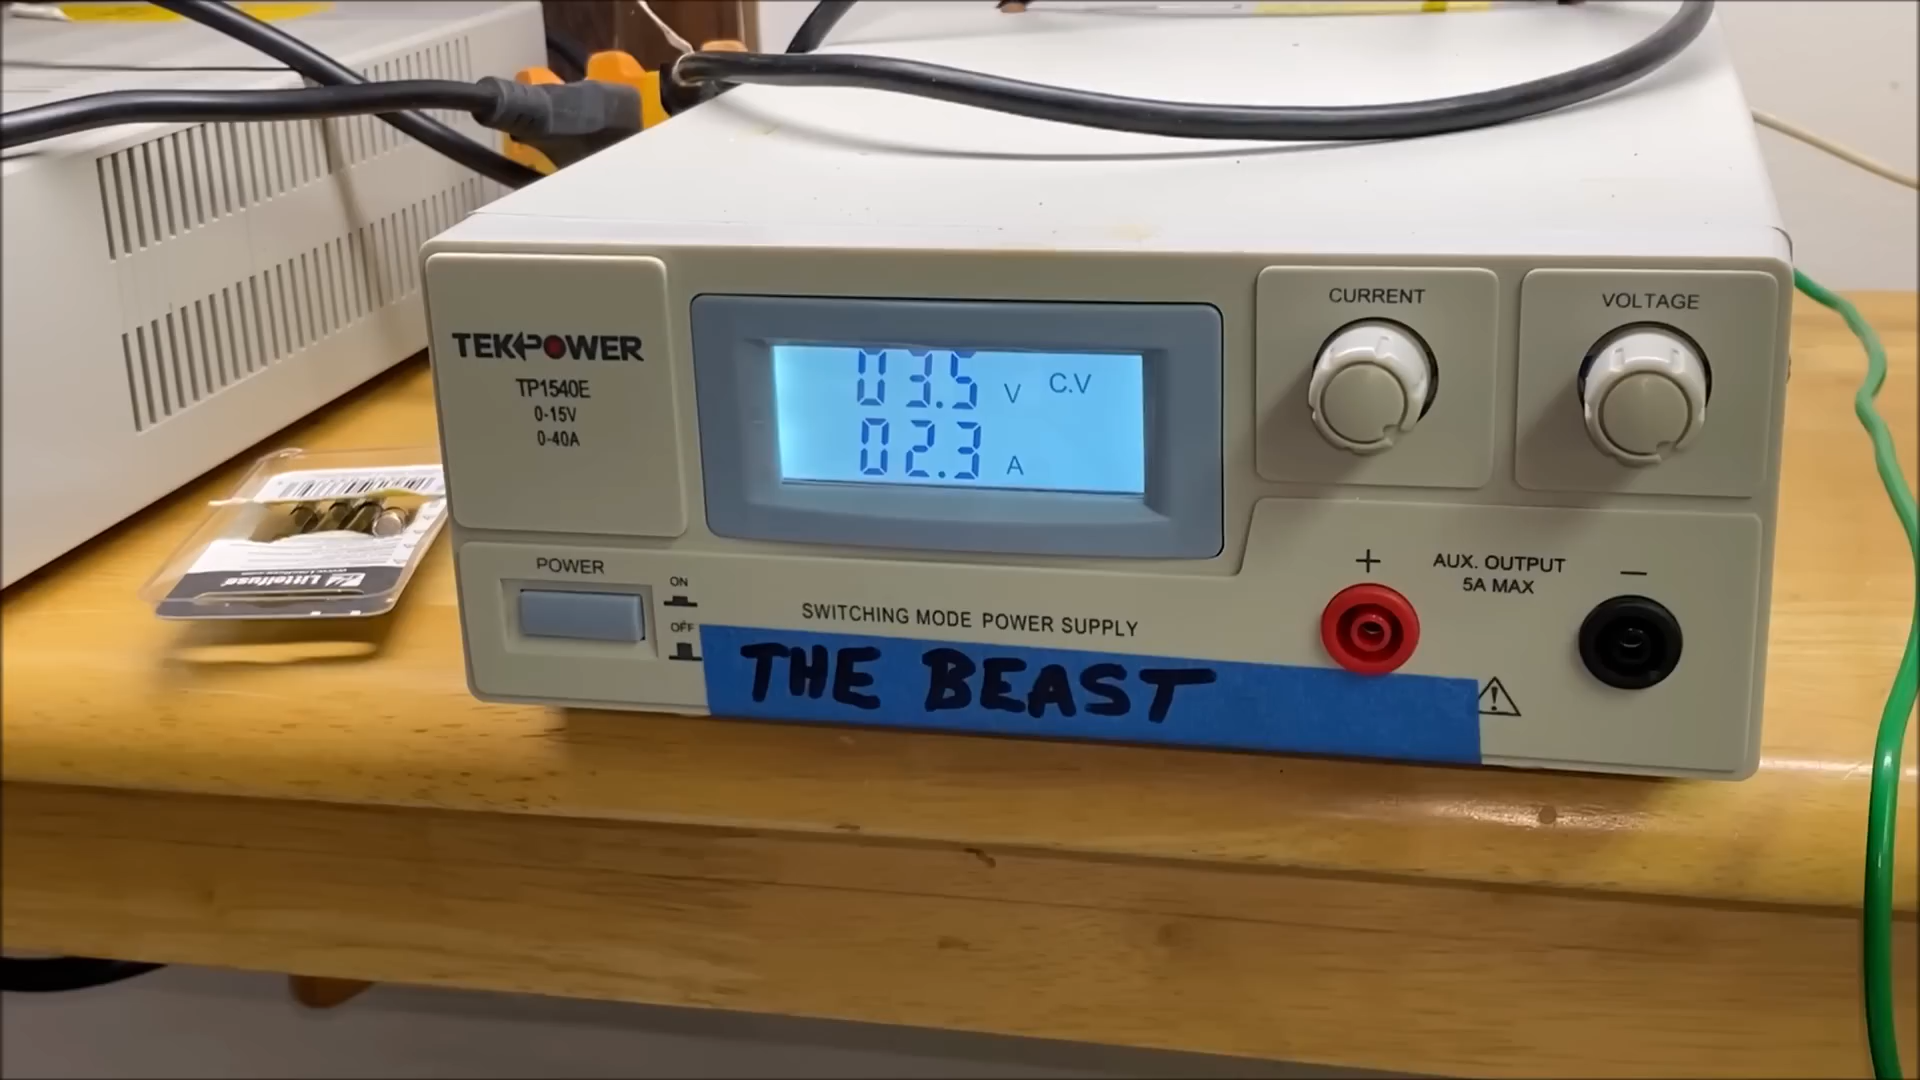 TEKPOWER
TP1540E
0-15V
0-40A
03.5 V C.V
02.3 A
CURRENT
VOLTAGE
POWER
ON
OFF
SWITCHING MODE POWER SUPPLY
+ AUX. OUTPUT −
5A MAX
THE BEAST
Littelfuse